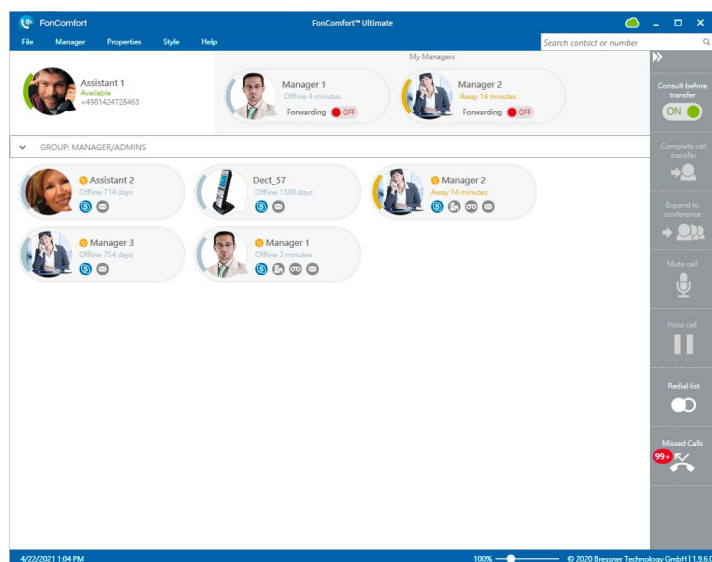 FonComfort
FonComfort™ Ultimate
File Manager Properties Style Help
Search contact or number
My Managers
Assistant 1
Available
+4981424728463
Manager 1
Offline 4 minutes
Forwarding OFF
Manager 2
Away 14 minutes
Forwarding OFF
GROUP: MANAGER/ADMINS
Assistant 2
Offline 714 days
Dect_57
Offline 1589 days
Manager 2
Away 14 minutes
Manager 3
Offline 754 days
Manager 1
Offline 3 minutes
Consult before
transfer
ON
Complete call
transfer
Expand to
conference
Mute call
Hold call
Redial list
Missed Calls
99+
4/22/2021 1:04 PM
100%
© 2020 Bressner Technology GmbH | 1.9.6.0